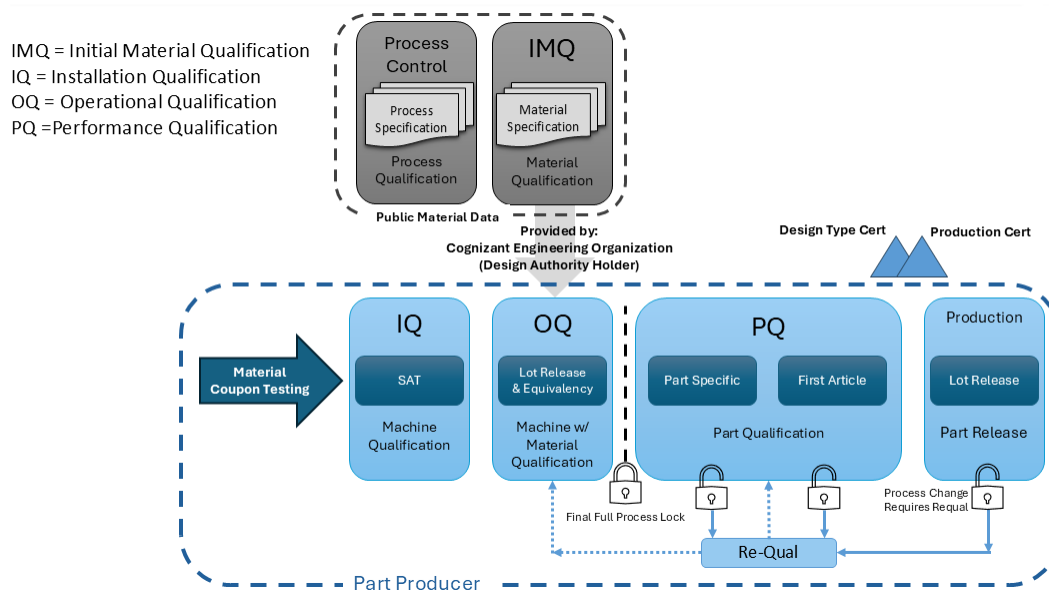 IMQ = Initial Material Qualification
IQ = Installation Qualification
OQ = Operational Qualification
PQ =Performance Qualification
Process
Control
Process
Specification
Process
Qualification
IMQ
Material
Specification
Material
Qualification
Public Material Data
Provided by:
Cognizant Engineering Organization
(Design Authority Holder)
Design Type Cert
Production Cert
Material
Coupon Testing
IQ
SAT
Machine
Qualification
OQ
Lot Release
& Equivalency
Machine w/
Material
Qualification
PQ
Part Specific
First Article
Part Qualification
Production
Lot Release
Part Release
Final Full Process Lock
Process Change
Requires Requal
Re-Qual
Part Producer